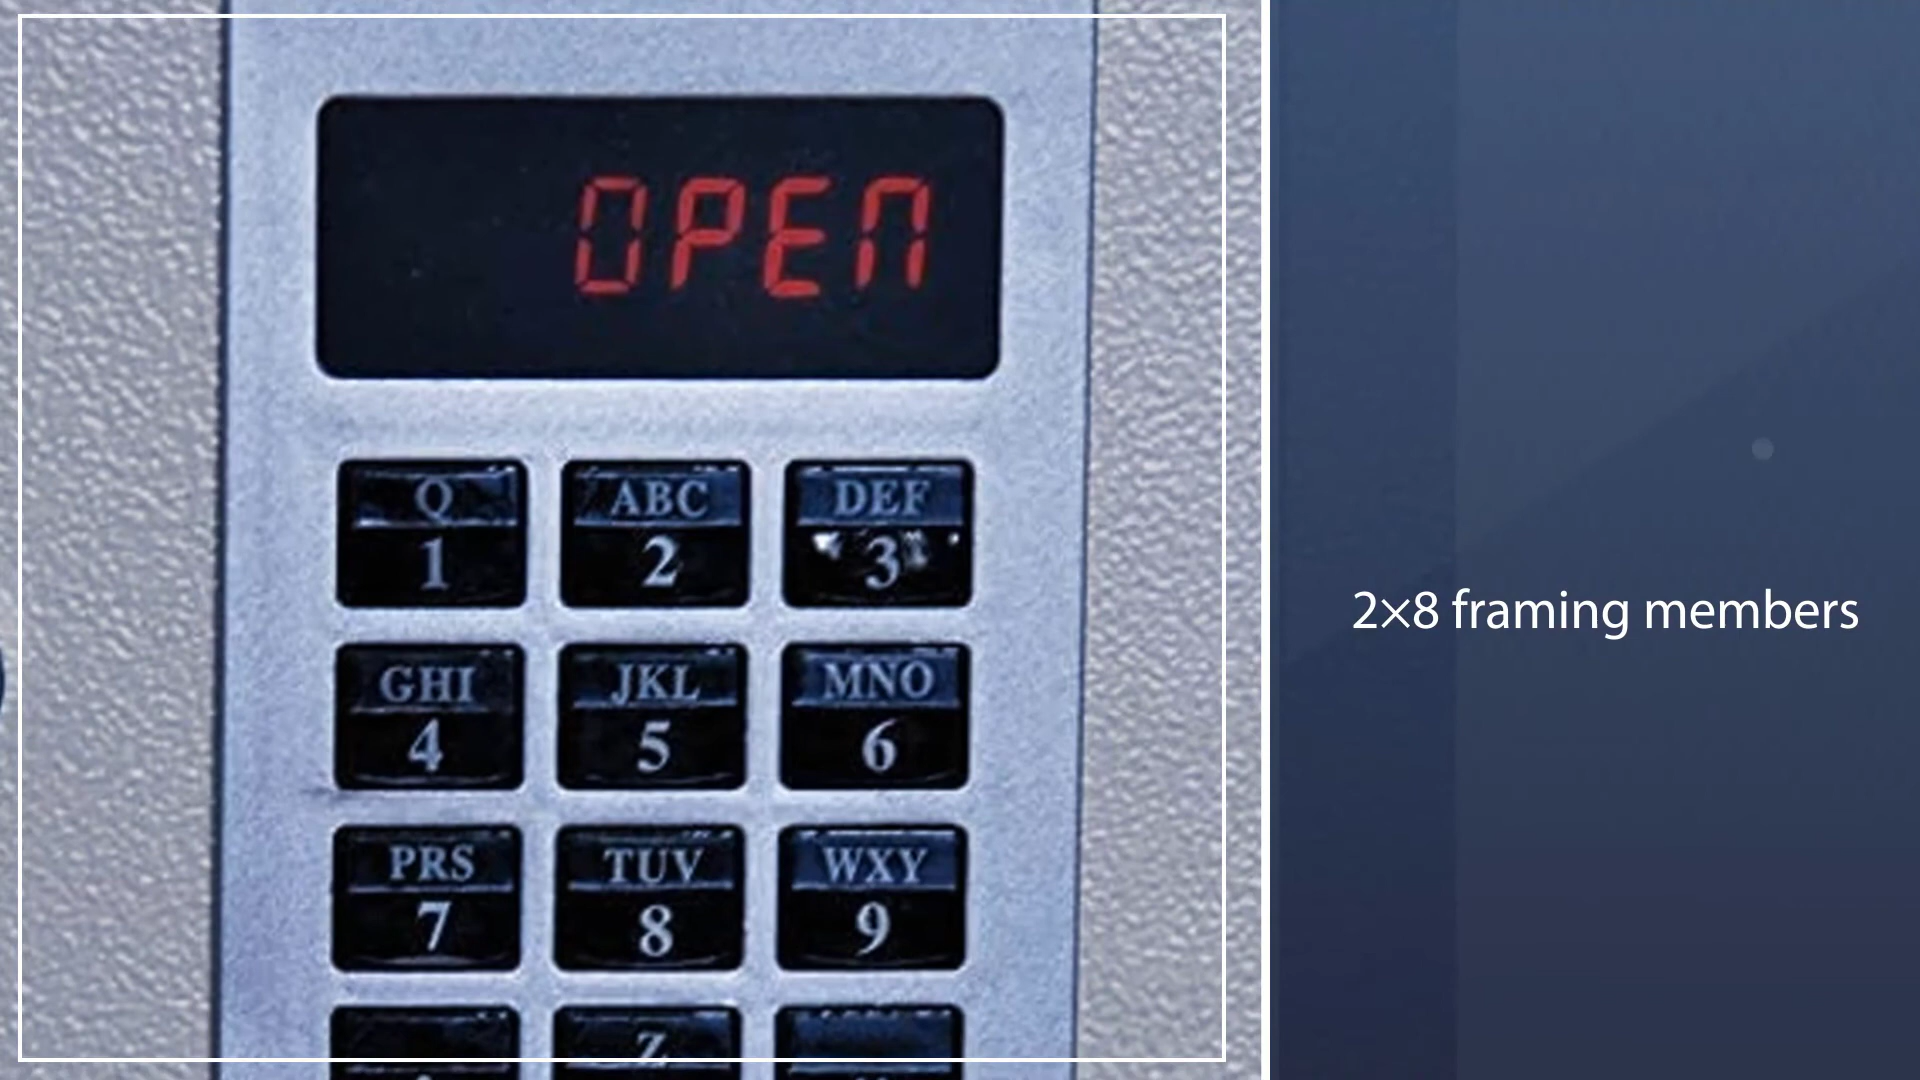 OPEN
Q ABC DEF
1 2 3
GHI JKL MNO
4 5 6
PRS TUV WXY
7 8 9
Z
2×8 framing members